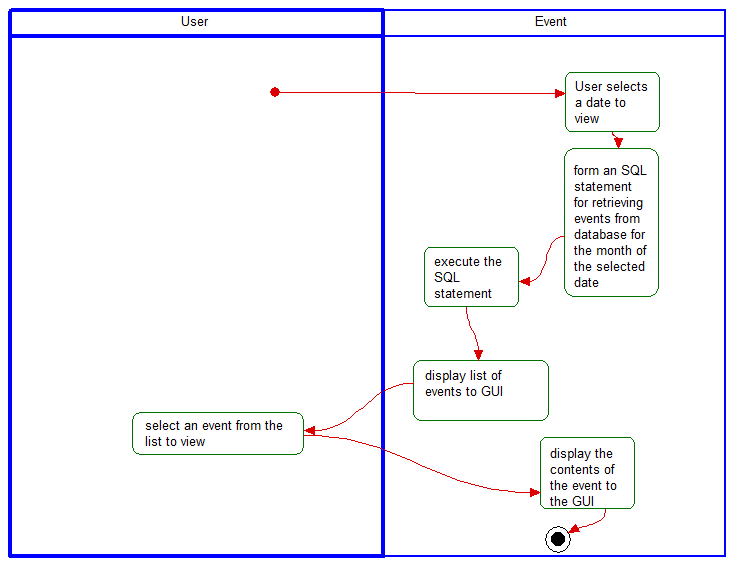 User
Event
User selects
a date to
view
form an SQL
statement
for retrieving
events from
database for
the month of
the selected
date
execute the
SQL
statement
display list of
events to GUI
select an event from the
list to view
display the
contents of
the event to
the GUI